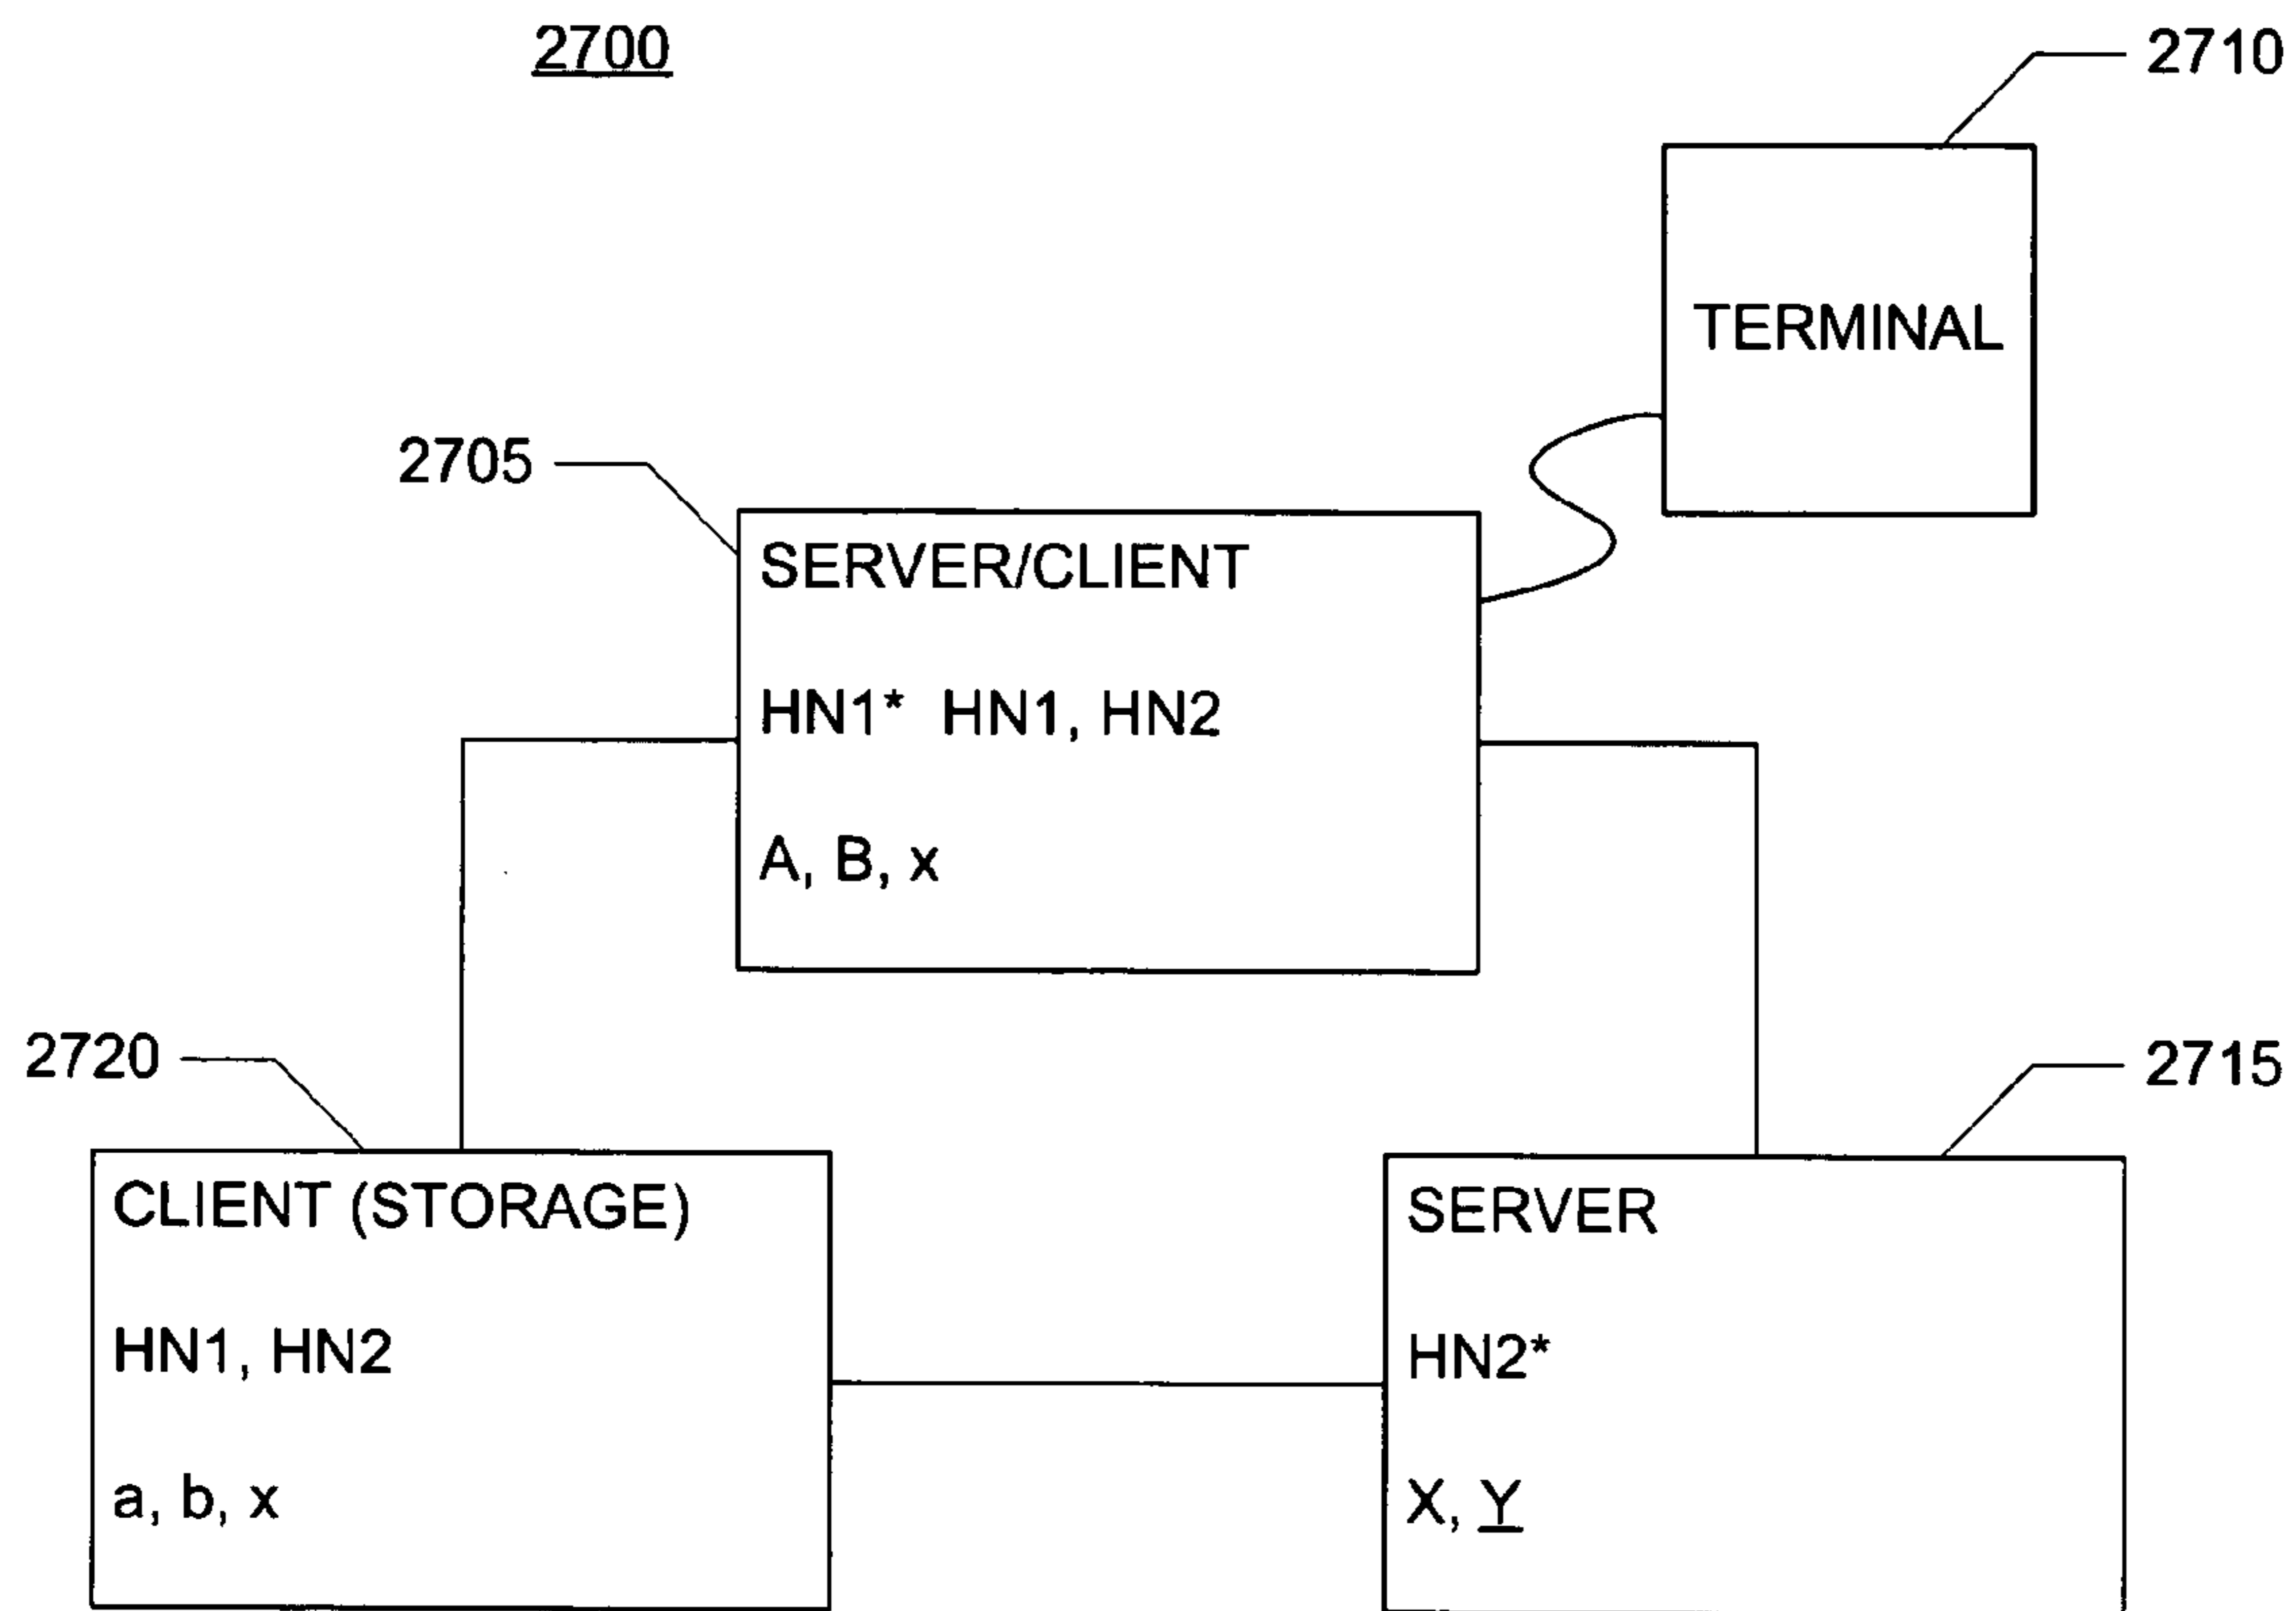 2700
2710
TERMINAL
2705
SERVER/CLIENT
HN1* HN1, HN2
A, B, x
2720
2715
CLIENT (STORAGE)
HN1, HN2
a, b, x
SERVER
HN2*
X, Y